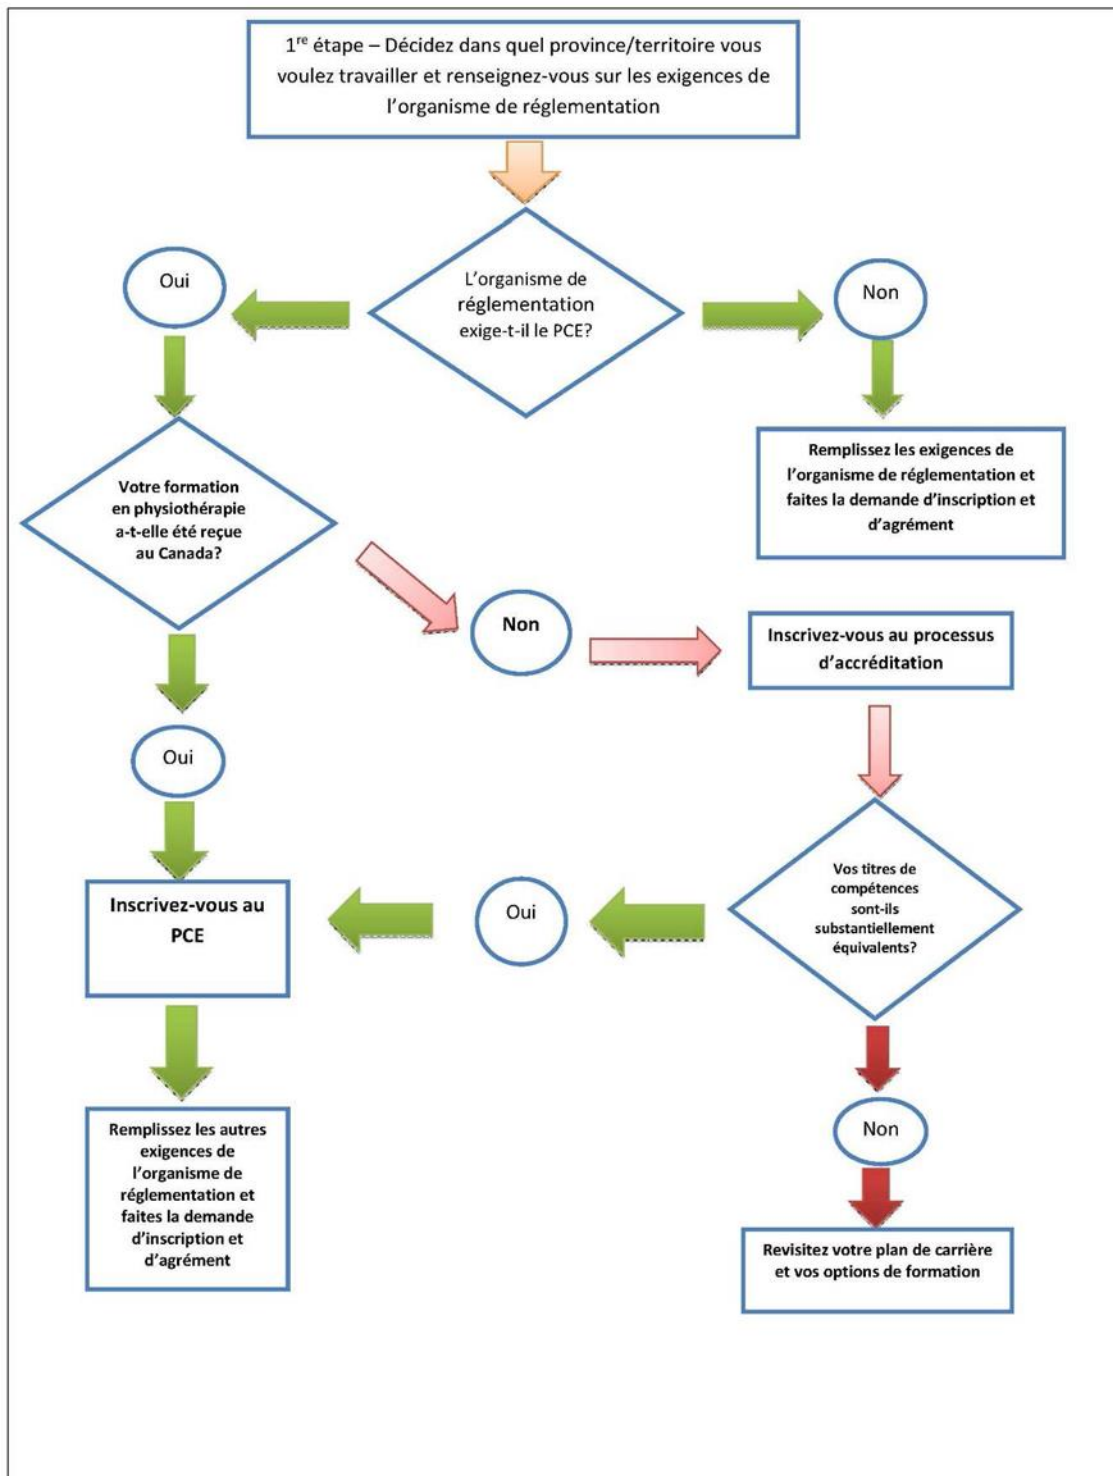 1re étape – Décidez dans quel province/territoire vous
voulez travailler et renseignez-vous sur les exigences de
l'organisme de réglementation
L'organisme de
réglementation
exige-t-il le PCE?
Oui
Non
Remplissez les exigences de
l'organisme de réglementation et
faites la demande d'inscription et
d'agrément
Votre formation
en physiothérapie
a-t-elle été reçue
au Canada?
Non
Inscrivez-vous au processus
d'accréditation
Oui
Vos titres de
compétences
sont-ils
substantiellement
équivalents?
Oui
Inscrivez-vous au
PCE
Non
Remplissez les autres
exigences de
l'organisme de
réglementation et
faites la demande
d'inscription et
d'agrément
Revisitez votre plan de carrière
et vos options de formation